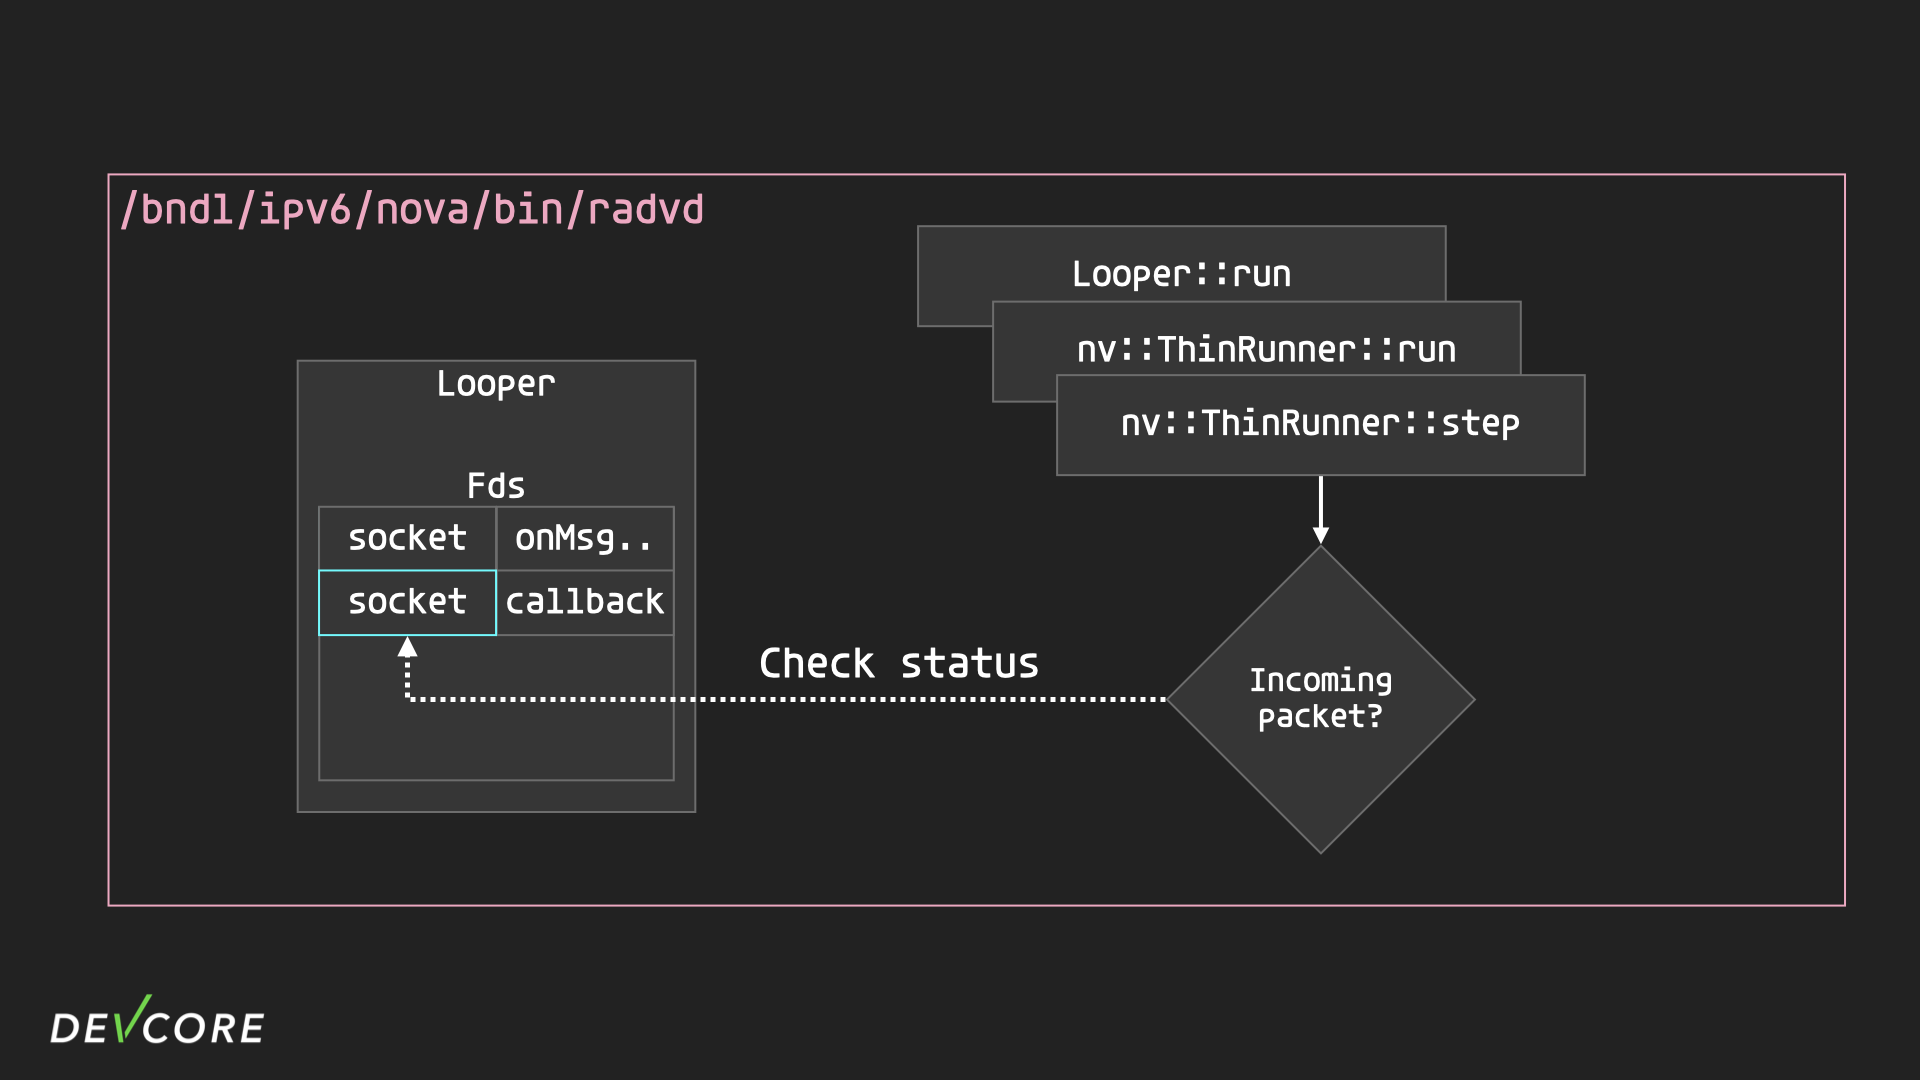 /bndl/ipv6/nova/bin/radvd
Looper::run
nv::ThinRunner::run
nv::ThinRunner::step
Looper
Fds
socket onMsg..
socket callback
Check status
Incoming
packet?
DEVCORE